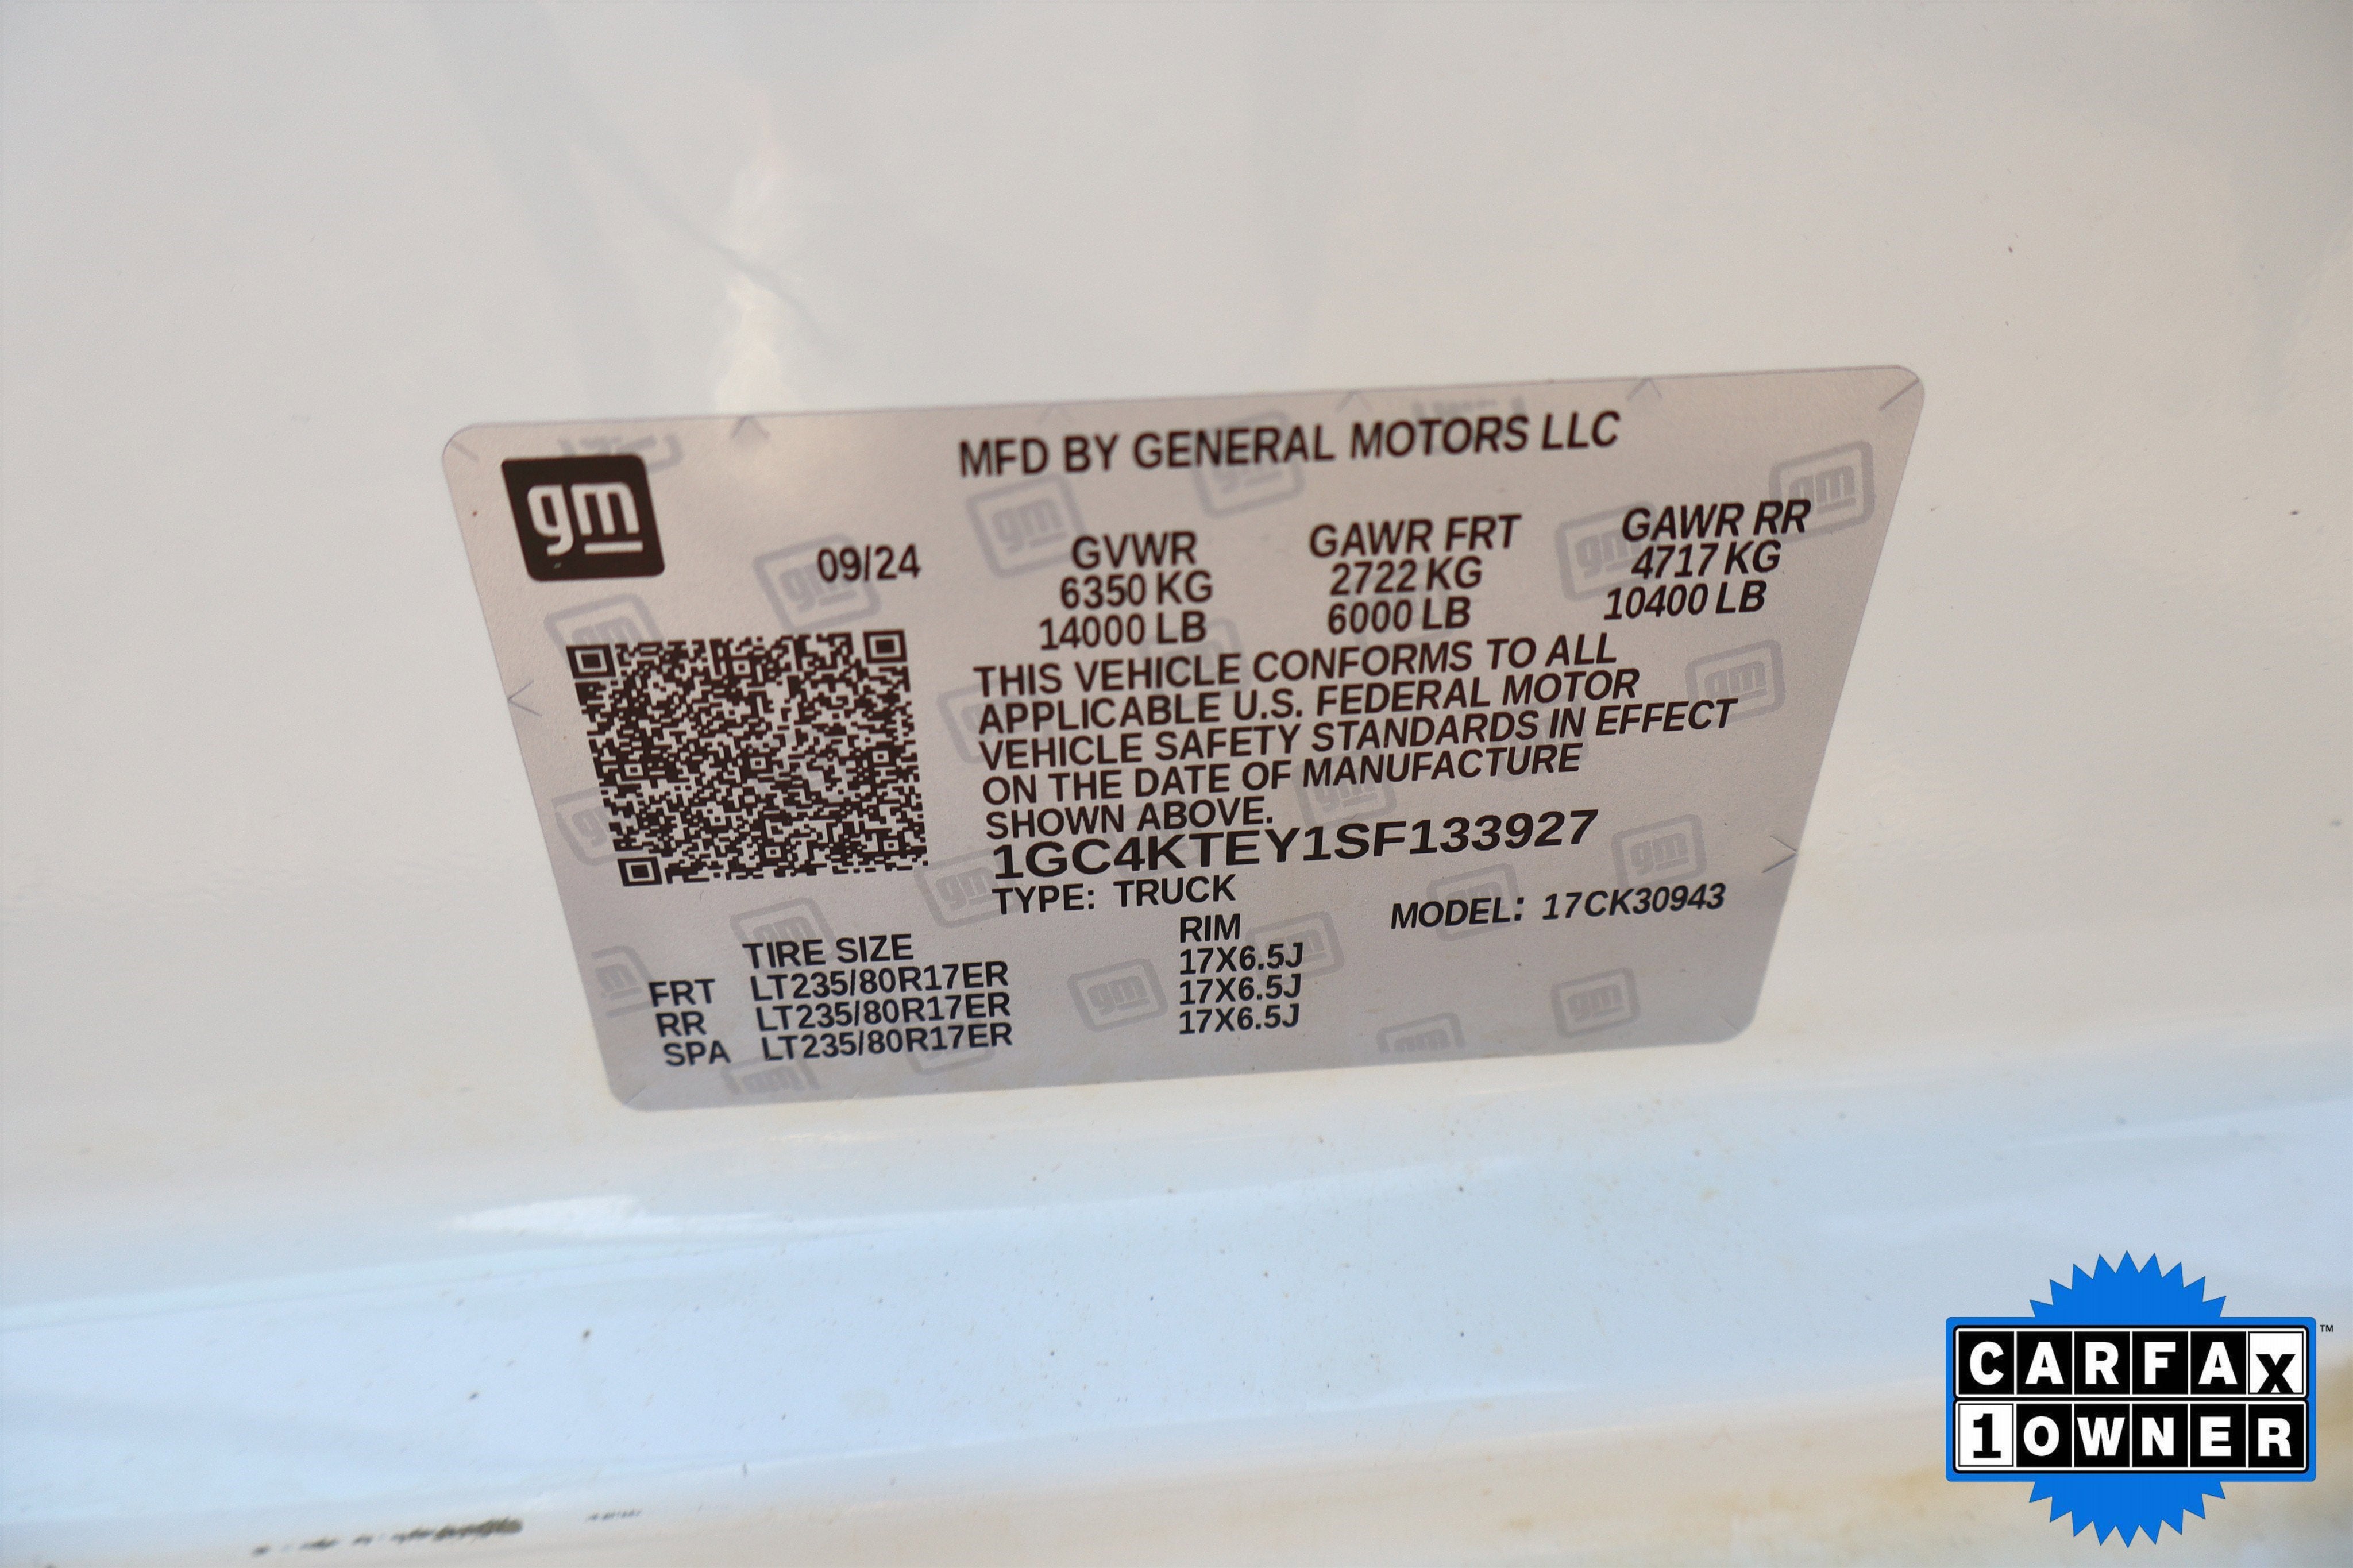 gm
MFD BY GENERAL MOTORS LLC
09/24 GVWR GAWR FRT GAWR RR
6350 KG 2722 KG 4717 KG
14000 LB 6000 LB 10400 LB
THIS VEHICLE CONFORMS TO ALL
APPLICABLE U.S. FEDERAL MOTOR
VEHICLE SAFETY STANDARDS IN EFFECT
ON THE DATE OF MANUFACTURE
SHOWN ABOVE.
1GC4KTEY1SF133927
TYPE: TRUCK MODEL: 17CK30943
TIRE SIZE RIM
FRT LT235/80R17ER 17X6.5J
RR LT235/80R17ER 17X6.5J
SPA LT235/80R17ER 17X6.5J
CARFAX™
1 OWNER